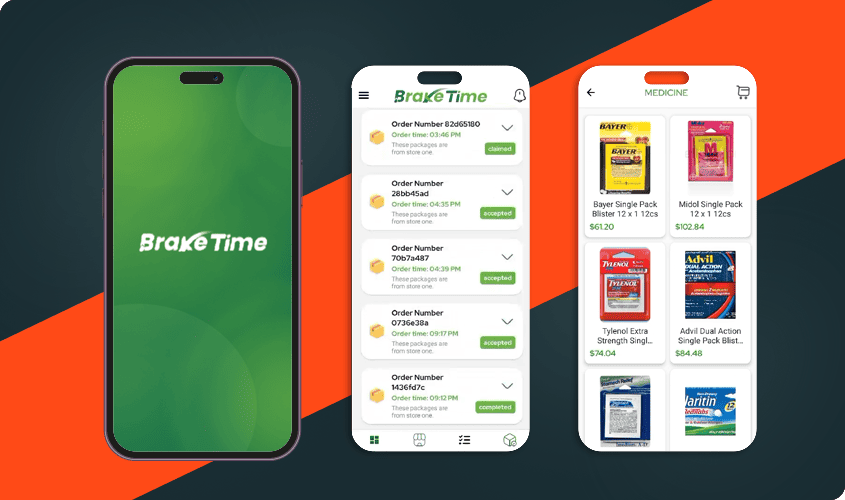 Brake Time
Brake Time
Order Number 82d65180
Order time: 03:46 PM
These packages are
from store one.
claimed
Order Number
28bb45ad
Order time: 04:35 PM
These packages are
from store one.
accepted
Order Number
70b7a487
Order time: 04:39 PM
These packages are
from store one.
accepted
Order Number
0736e38a
Order time: 09:17 PM
These packages are
from store one.
accepted
Order Number
1436fd7c
Order time: 09:12 PM
These packages are
from store one.
completed
MEDICINE
BAYER
BAYER
Bayer Single Pack
Blister 12 x 1 12cs
$61.20
Midol
M
Midol Single Pack
12 x 1 12cs
$102.84
TYLENOL
TYLENOL
Tylenol Extra
Strength Singl...
$74.04
Advil
DUAL ACTION
Advil Dual Action
Single Pack Blist...
$84.48
laritin
RediTabs
12